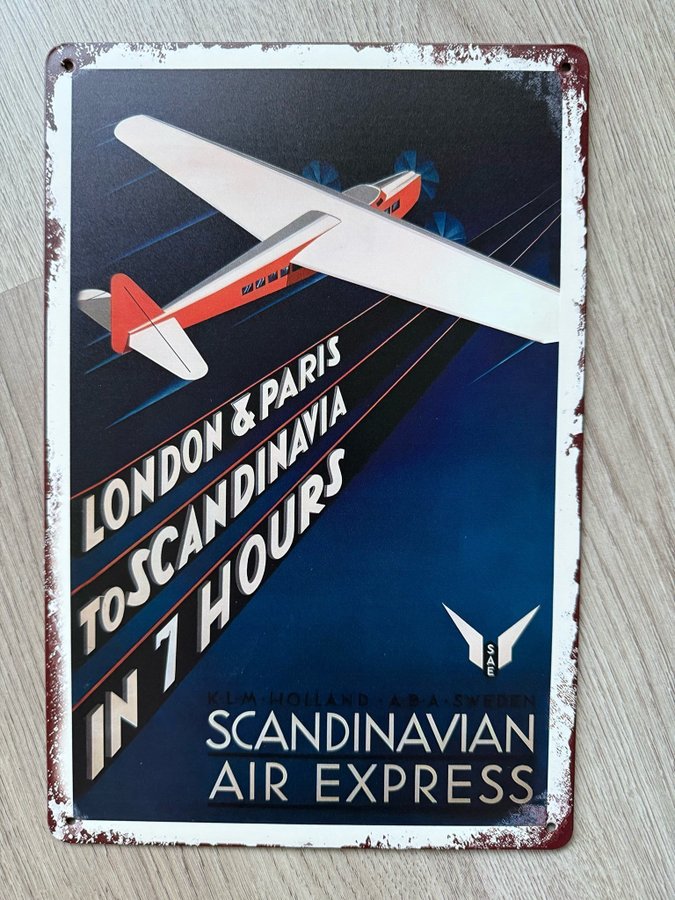 LONDON & PARIS
TO SCANDINAVIA
IN 7 HOURS
SAE
K·L·M·HOLLAND·A·B·A·SWEDEN
SCANDINAVIAN
AIR EXPRESS